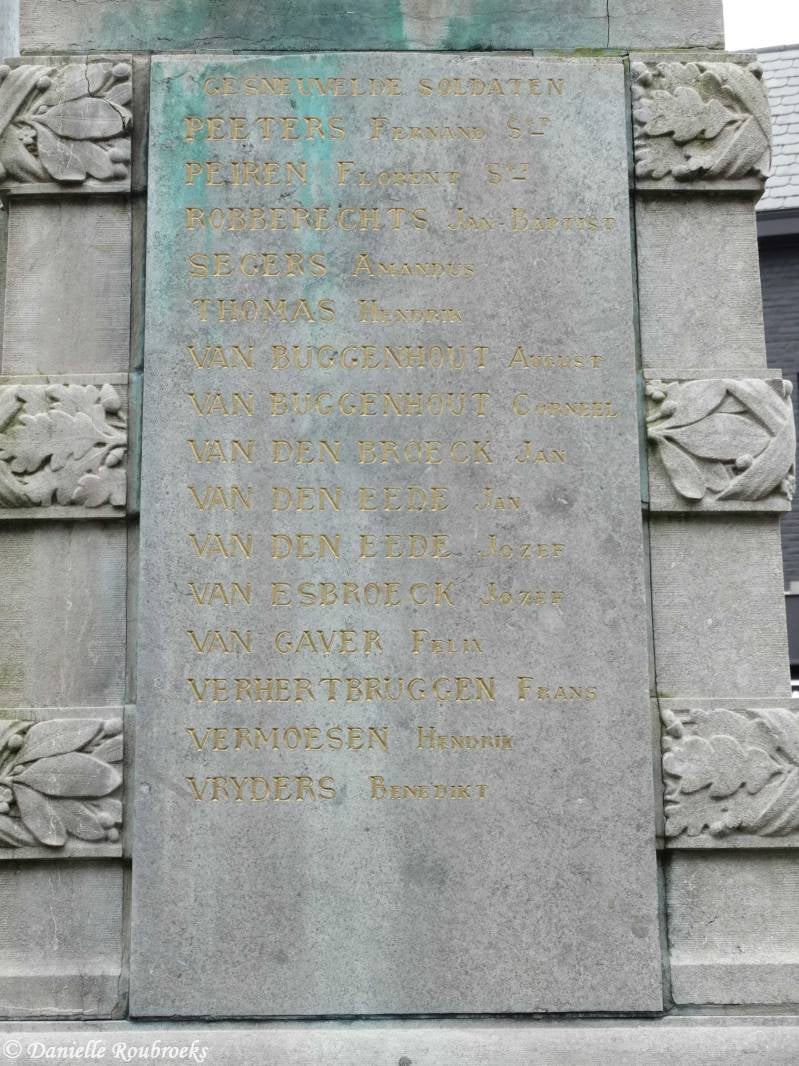 GESNEUVELDE SOLDATEN
PEETERS FERNAND
PEIREN FLORENT
ROBBERECHTS JAN-BAPTIST
SEGERS AMANDUS
THOMAS HENDRIK
VAN BUGGENHOUT AUGUST
VAN BUGGENHOUT CORNEEL
VAN DEN BROECK JAN
VAN DEN EEDE JAN
VAN DEN EEDE JOZEF
VAN ESBROECK JOZEF
VAN GAVER FELIX
VERHERTBRUGGEN FRANS
VERMOESEN HENDRIK
VRYDERS BENEDIKT
© Danielle Roubroeks